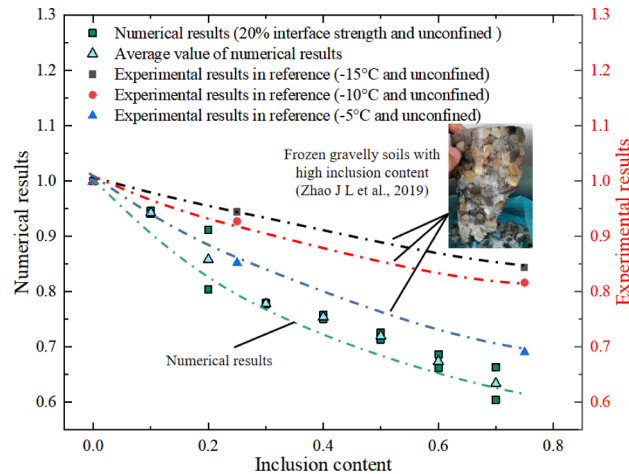 Numerical results (20% interface strength and unconfined )
Average value of numerical results
Experimental results in reference (-15°C and unconfined)
Experimental results in reference (-10°C and unconfined)
Experimental results in reference (-5°C and unconfined)
Frozen gravelly soils with
high inclusion content
(Zhao J L et al., 2019)
Numerical results
Numerical results
Experimental results
1.3
1.2
1.1
1.0
0.9
0.8
0.7
0.6
1.3
1.2
1.1
1.0
0.9
0.8
0.7
0.6
0.0 0.2 0.4 0.6 0.8
Inclusion content